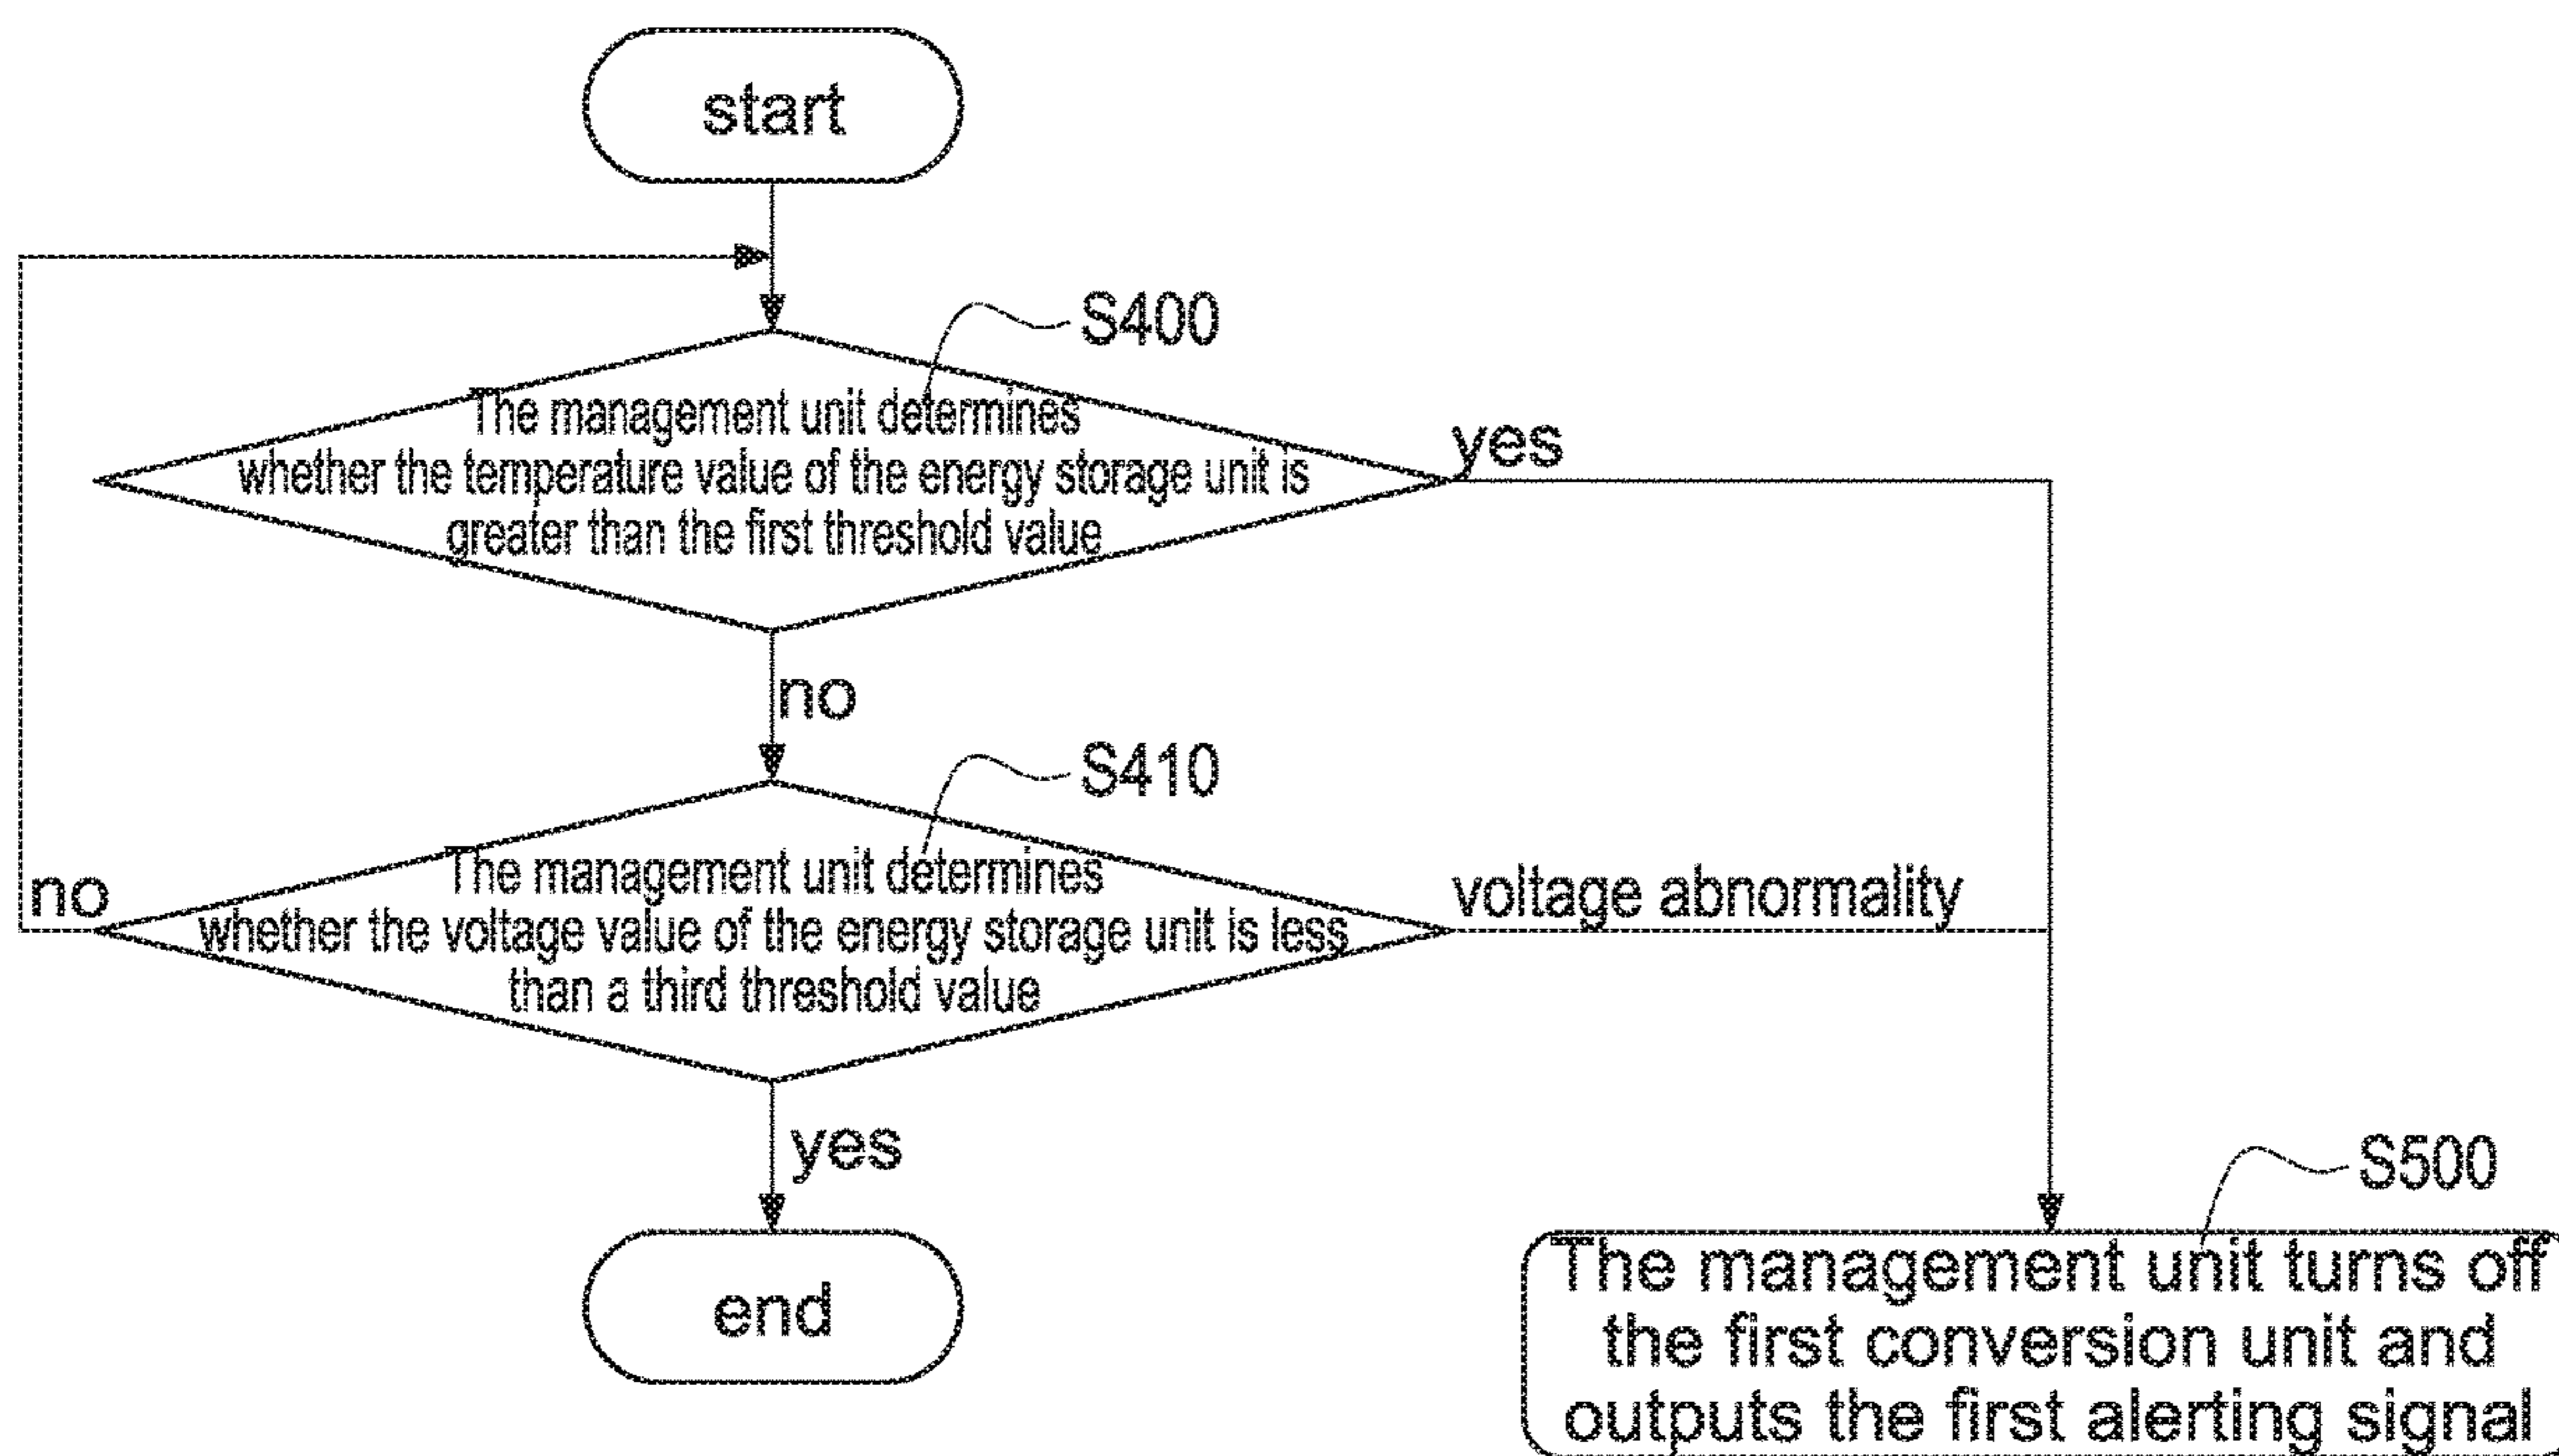 start
S400
The management unit determines
whether the temperature value of the energy storage unit is
greater than the first threshold value
yes
no
S410
The management unit determines
whether the voltage value of the energy storage unit is less
than a third threshold value
no
voltage abnormality
yes
end
S500
The management unit turns off
the first conversion unit and
outputs the first alerting signal